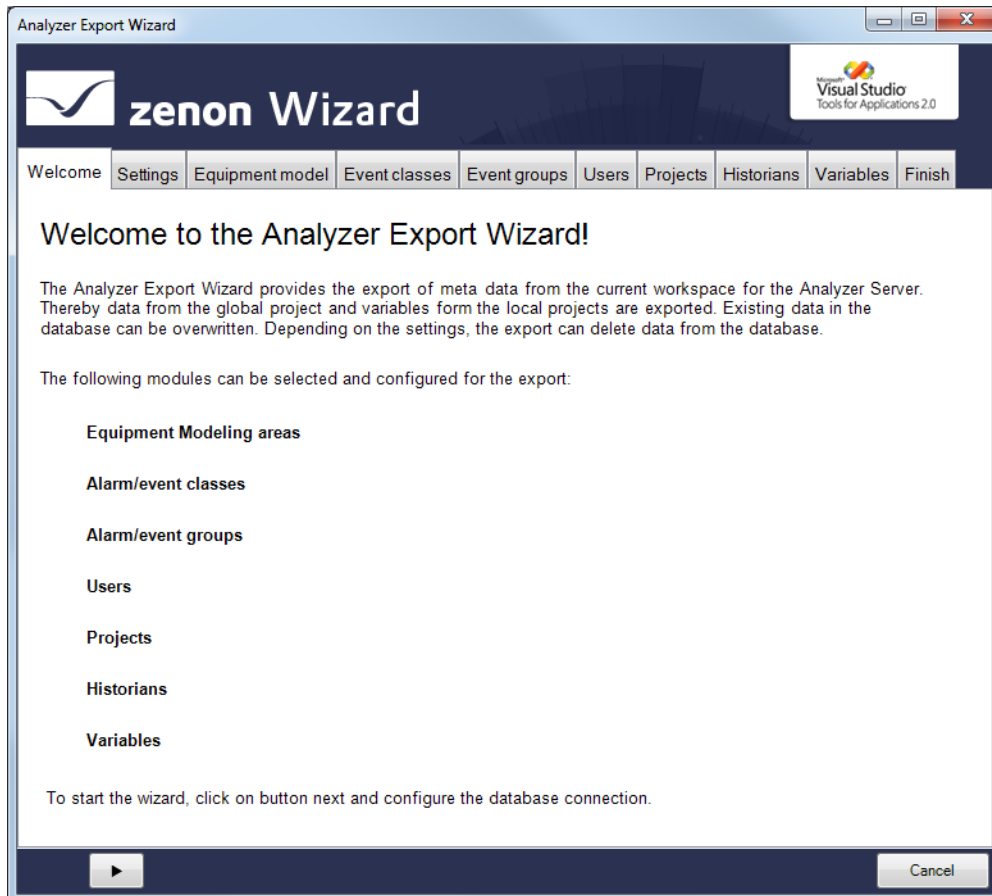 Analyzer Export Wizard
zenon Wizard
Microsoft
Visual Studio
Tools for Applications 2.0
Welcome Settings Equipment model Event classes Event groups Users Projects Historians Variables Finish
Welcome to the Analyzer Export Wizard!
The Analyzer Export Wizard provides the export of meta data from the current workspace for the Analyzer Server.
Thereby data from the global project and variables form the local projects are exported. Existing data in the
database can be overwritten. Depending on the settings, the export can delete data from the database.
The following modules can be selected and configured for the export:
Equipment Modeling areas
Alarm/event classes
Alarm/event groups
Users
Projects
Historians
Variables
To start the wizard, click on button next and configure the database connection.
Cancel